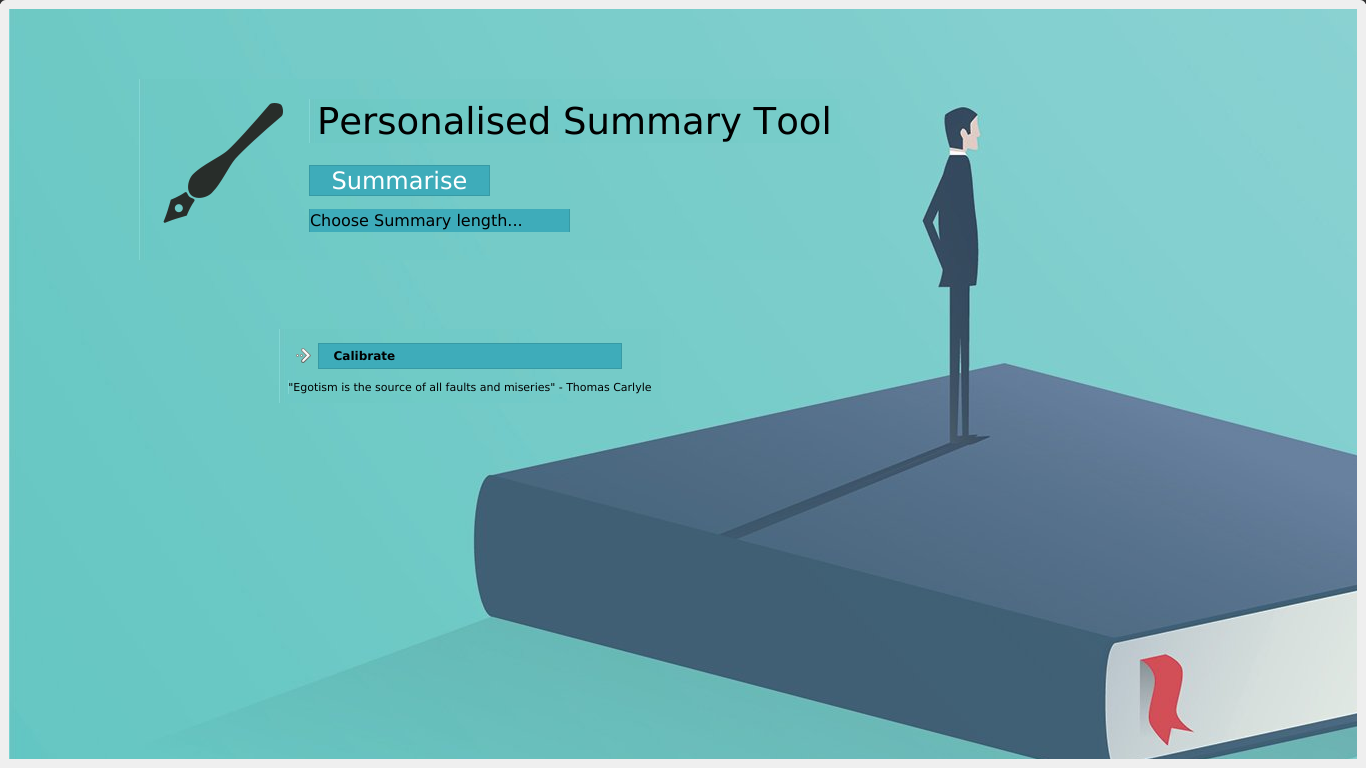 Personalised Summary Tool
Summarise
Choose Summary length...
Calibrate
"Egotism is the source of all faults and miseries" - Thomas Carlyle